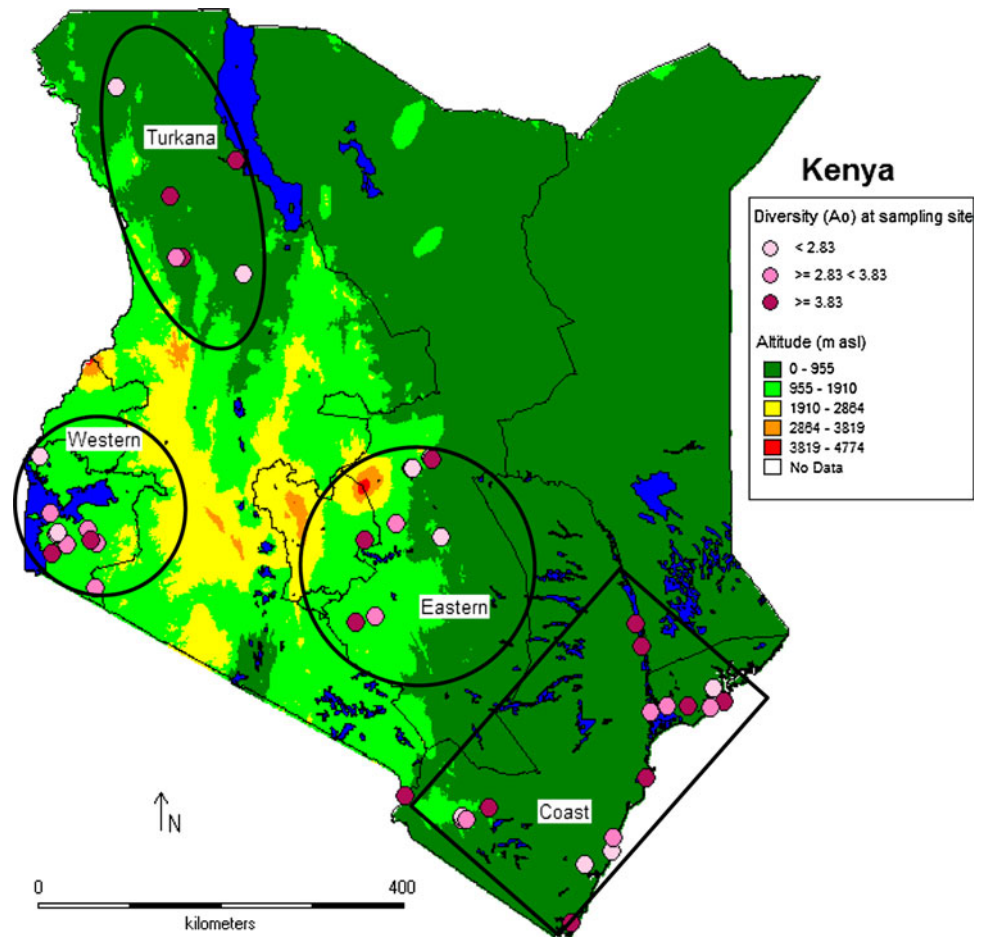 Turkana
Kenya
Diversity (Ao) at sampling site
< 2.83
>= 2.83 < 3.83
>= 3.83
Altitude (m asl)
0 - 955
955 - 1910
1910 - 2864
2864 - 3819
3819 - 4774
No Data
Western
Eastern
Coast
N
0 400
kilometers